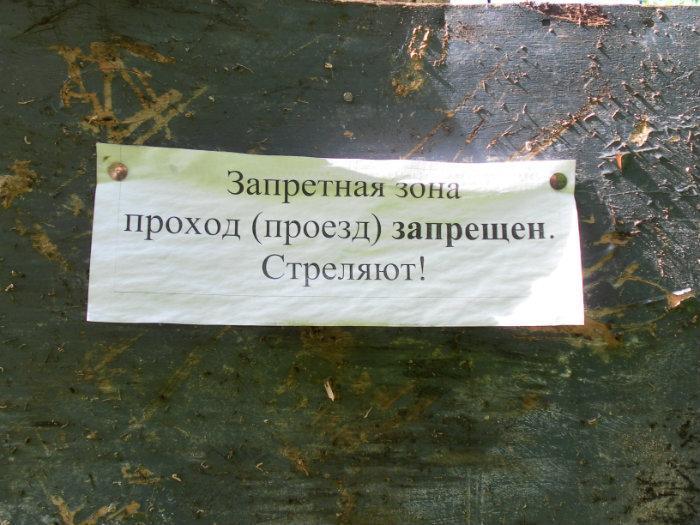 Запретная зона
проход (проезд) запрещен.
Стреляют!